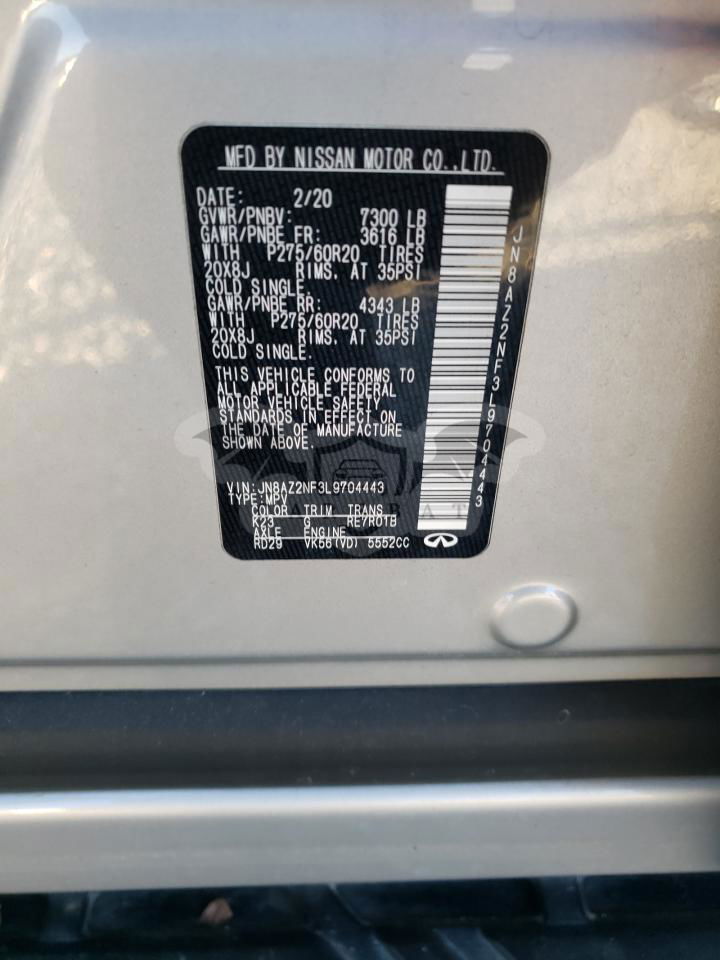 MFD BY NISSAN MOTOR CO.,LTD.
DATE: 2/20
GVWR/PNBV: 7300 LB
GAWR/PNBE FR: 3616 LB
WITH P275/60R20 TIRES
20X8J RIMS. AT 35PSI
COLD SINGLE.
GAWR/PNBE RR: 4343 LB
WITH P275/60R20 TIRES
20X8J RIMS. AT 35PSI
COLD SINGLE.
THIS VEHICLE CONFORMS TO
ALL APPLICABLE FEDERAL
MOTOR VEHICLE SAFETY
STANDARDS IN EFFECT ON
THE DATE OF MANUFACTURE
SHOWN ABOVE.
VIN:JN8AZ2NF3L9704443
TYPE:MPV
COLOR TRIM TRANS
K23 G RE7R01B
AXLE ENGINE
RD29 VK56(VD) 5552CC
JN8AZ2NF3L9704443